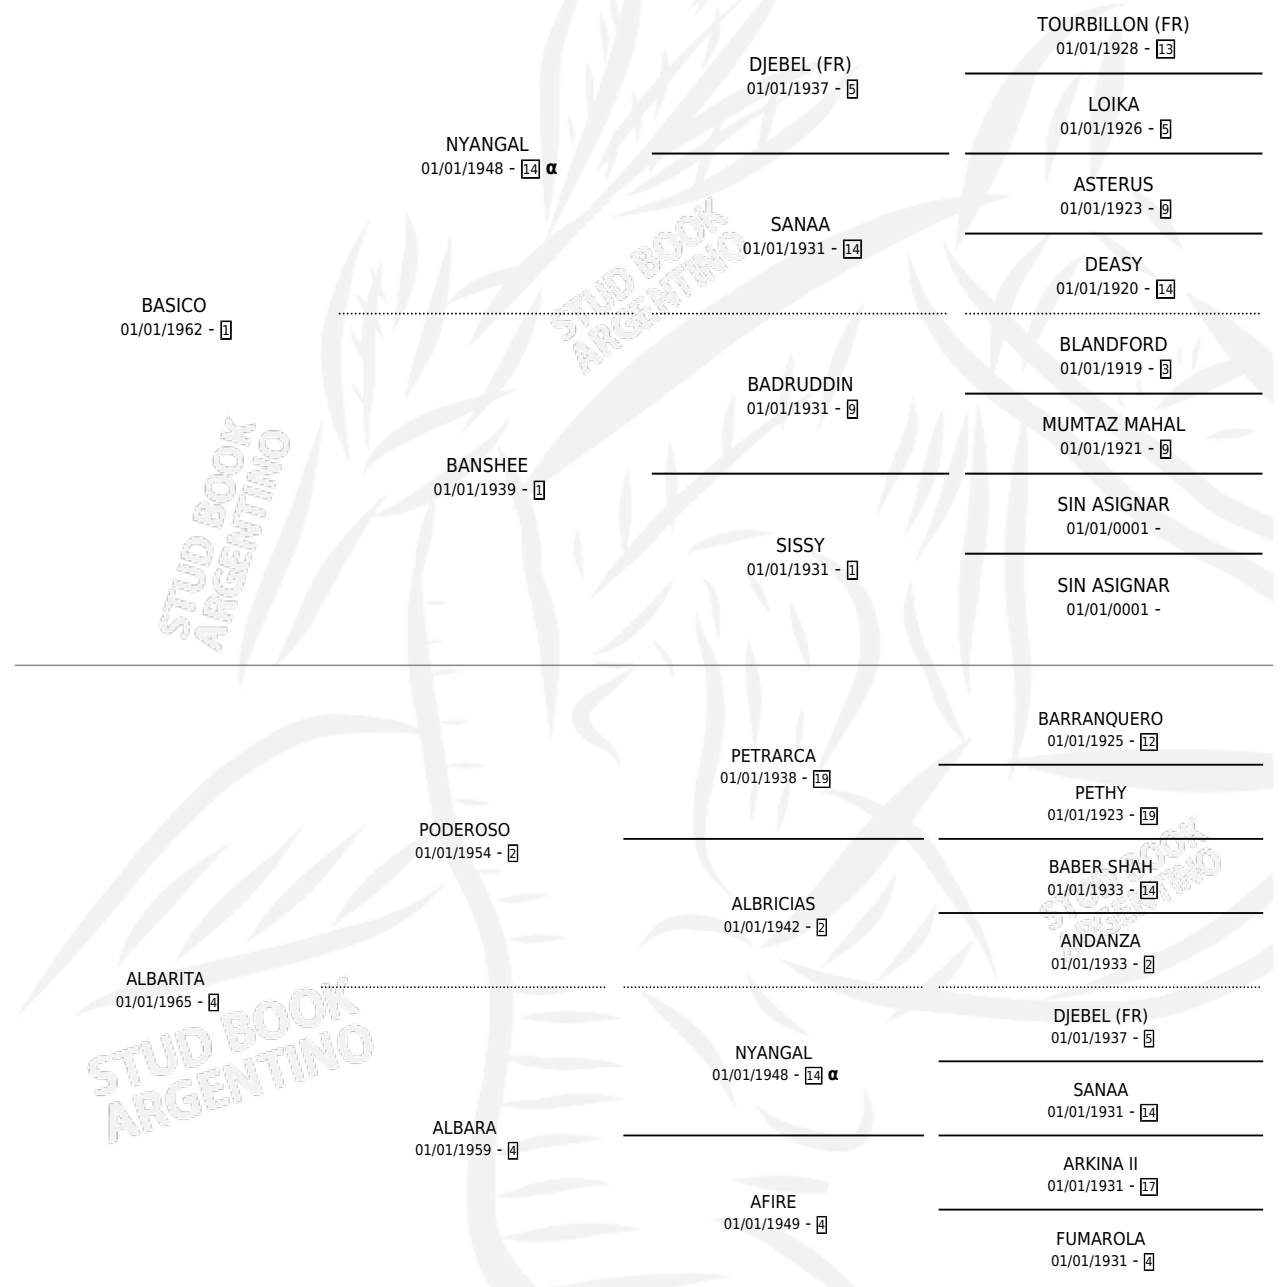 TOURBILLON (FR)
01/01/1928 - 13
DJEBEL (FR)
01/01/1937 - 5
LOIKA
01/01/1926 - 5
NYANGAL
01/01/1948 - 14 α
ASTERUS
01/01/1923 - 9
SANAA
01/01/1931 - 14
DEASY
01/01/1920 - 14
BASICO
01/01/1962 - 1
BLANDFORD
01/01/1919 - 3
BADRUDDIN
01/01/1931 - 9
MUMTAZ MAHAL
01/01/1921 - 9
BANSHEE
01/01/1939 - 1
SIN ASIGNAR
01/01/0001 -
SISSY
01/01/1931 - 1
SIN ASIGNAR
01/01/0001 -
BARRANQUERO
01/01/1925 - 12
PETRARCA
01/01/1938 - 19
PETHY
01/01/1923 - 19
PODEROSO
01/01/1954 - 2
BABER SHAH
01/01/1933 - 14
ALBRICIAS
01/01/1942 - 2
ANDANZA
01/01/1933 - 2
ALBARITA
01/01/1965 - 4
DJEBEL (FR)
01/01/1937 - 5
NYANGAL
01/01/1948 - 14 α
SANAA
01/01/1931 - 14
ALBARA
01/01/1959 - 4
ARKINA II
01/01/1931 - 17
AFIRE
01/01/1949 - 4
FUMAROLA
01/01/1931 - 4
STUD BOOK
ARGENTINO
STUD BOOK
ARGENTINO
STUD BOOK
ARGENTINO
STUD BOOK
ARGENTINO